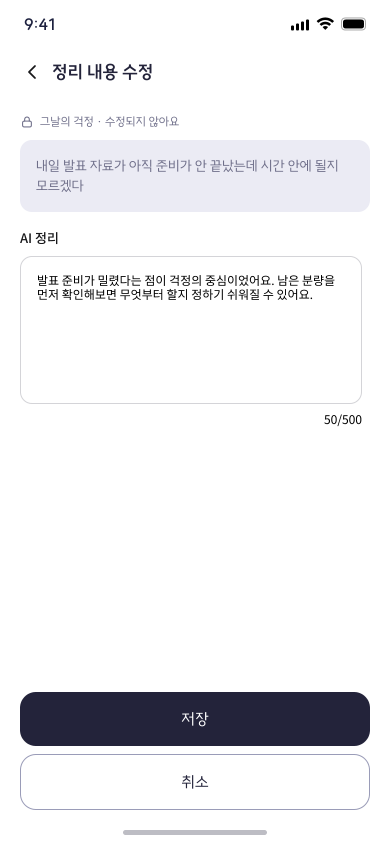 9:41
정리 내용 수정
그날의 걱정 · 수정되지 않아요
내일 발표 자료가 아직 준비가 안 끝났는데 시간 안에 될지
모르겠다
AI 정리
발표 준비가 밀렸다는 점이 걱정의 중심이었어요. 남은 분량을
먼저 확인해보면 무엇부터 할지 정하기 쉬워질 수 있어요.
50/500
저장
취소